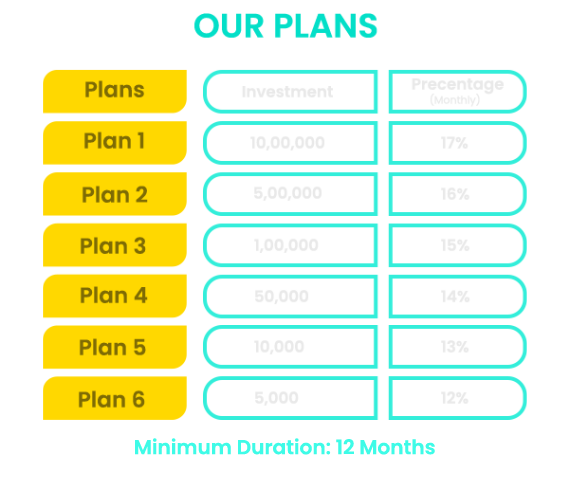 OUR PLANS
Plans Investment Precentage
(Monthly)
Plan 1 10,00,000 17%
Plan 2 5,00,000 16%
Plan 3 1,00,000 15%
Plan 4 50,000 14%
Plan 5 10,000 13%
Plan 6 5,000 12%
Minimum Duration: 12 Months